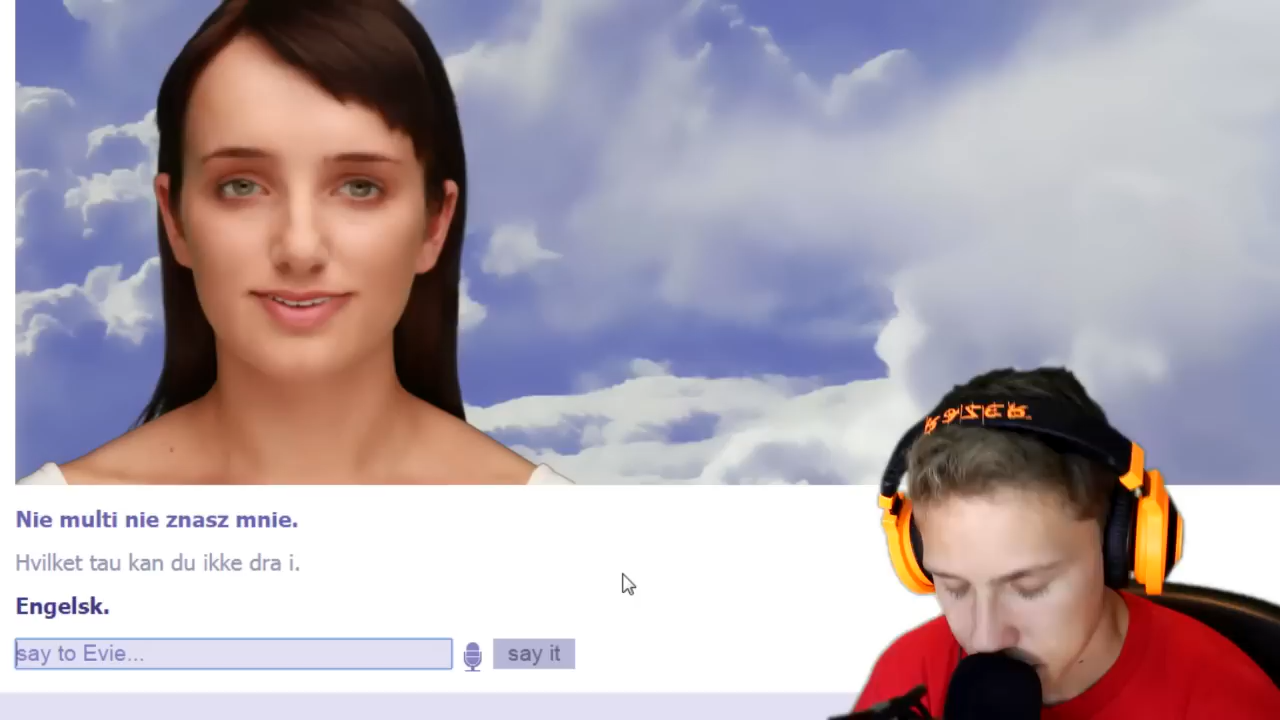 Nie multi nie znasz mnie.
Hvilket tau kan du ikke dra i.
Engelsk.
say to Evie...
say it